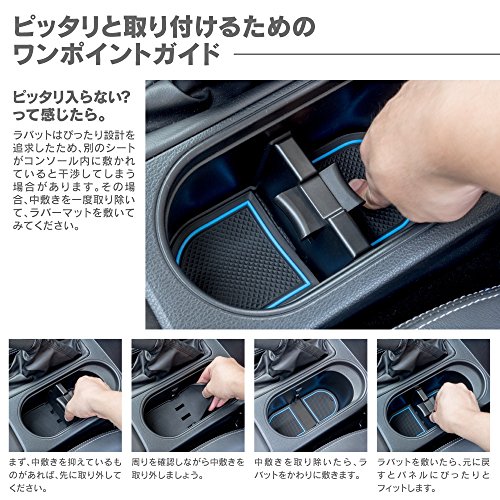 ピッタリと取り付けるための
ワンポイントガイド
ピッタリ入らない?
って感じたら。
ラバットはぴったり設計を
追求したため、別のシート
がコンソール内に敷かれ
ていると干渉してしまう
場合があります。その場
合、中敷きを一度取り除い
て、ラバーマットを敷いて
みてください。
まず、中敷きを抑えているも
のがあれば、先に取り外して
ください。
周りを確認しながら中敷きを
取り外しましょう。
中敷きを取り除いたら、ラ
バットをかわりに敷きます。
ラバットを敷いたら、元に戻
すとパネルにぴったりと
フィットします。